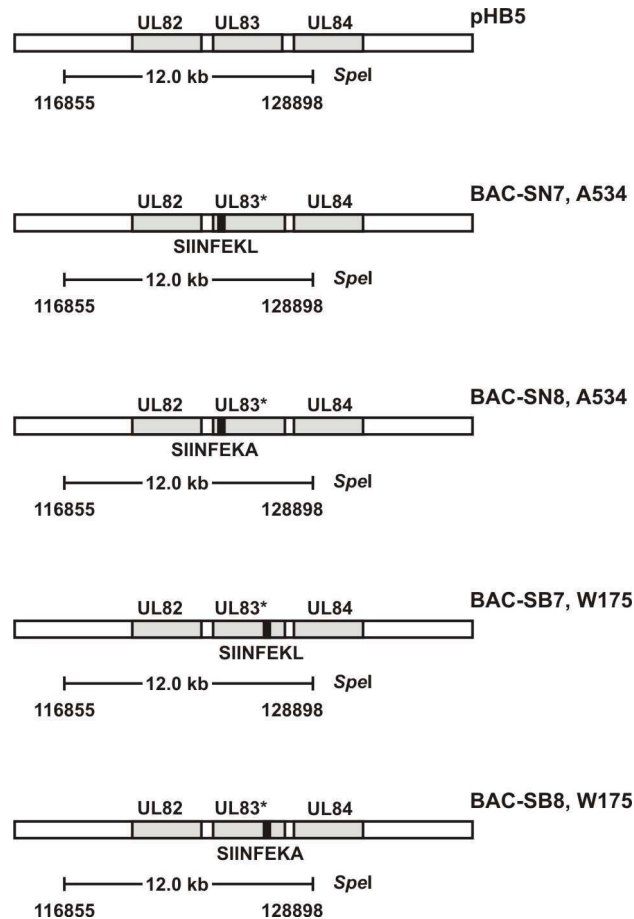 pHB5
UL82 UL83 UL84
12.0 kb SpeI
116855 128898
BAC-SN7, A534
UL82 UL83* UL84
SIINFEKL
12.0 kb SpeI
116855 128898
BAC-SN8, A534
UL82 UL83* UL84
SIINFEKA
12.0 kb SpeI
116855 128898
BAC-SB7, W175
UL82 UL83* UL84
SIINFEKL
12.0 kb SpeI
116855 128898
BAC-SB8, W175
UL82 UL83* UL84
SIINFEKA
12.0 kb SpeI
116855 128898